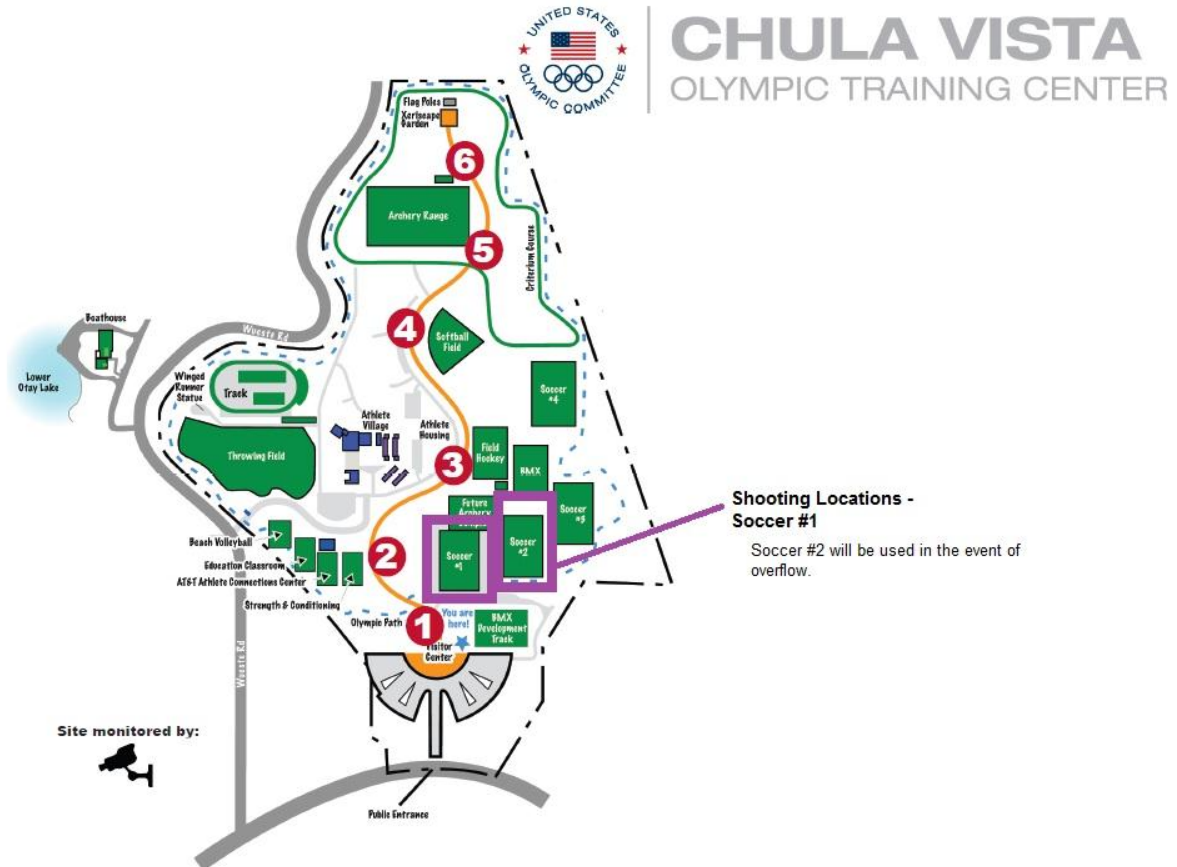 UNITED STATES
OLYMPIC COMMITTEE
CHULA VISTA
OLYMPIC TRAINING CENTER
Flag Poles
Xeriscape
Garden
6
Archery Range
5
Criterium Course
4
Softball
Field
Boathouse
Wueste Rd
Lower
Otay Lake
Winged
Runner
Statue
Track
Soccer
#4
Athlete
Village
Athlete
Housing
Throwing Field
3
Field
Hockey
BMX
Future
Archery
Soccer
#3
Soccer
#2
Soccer
#1
Shooting Locations -
Soccer #1
Soccer #2 will be used in the event of
overflow.
Beach Volleyball
Education Classroom
AT&T Athlete Connections Center
Strength & Conditioning
2
Olympic Path
1
You are
here!
BMX
Development
Track
Visitor
Center
Wueste Rd
Site monitored by:
Public Entrance